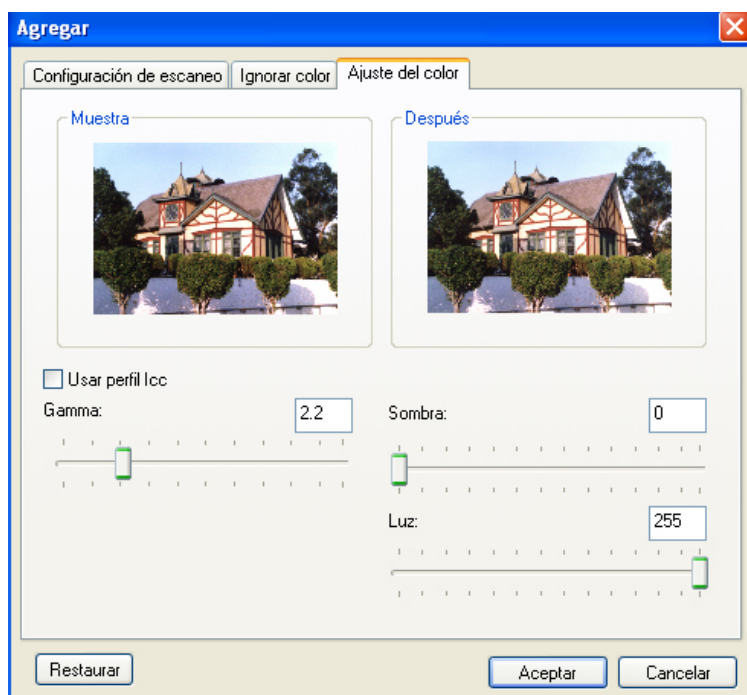 Agregar
Configuración de escaneo Ignorar color Ajuste del color
Muestra Después
Usar perfil Icc
Gamma: 2.2 Sombra: 0
Luz: 255
Restaurar Aceptar Cancelar